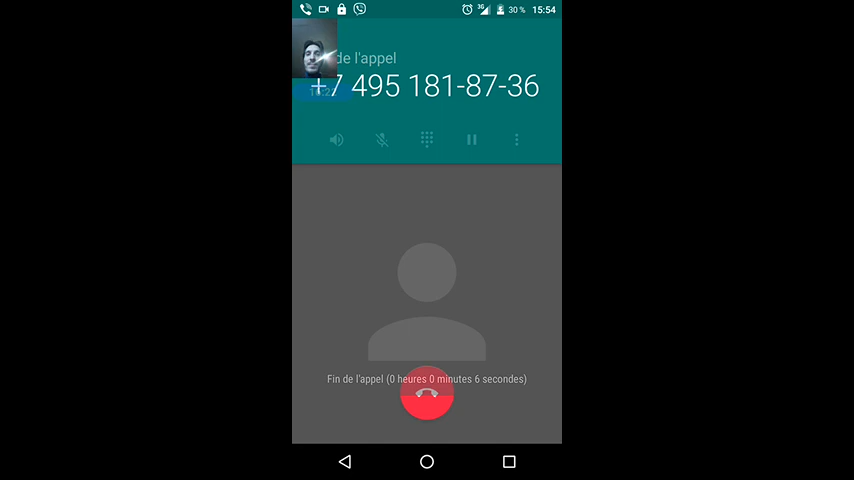 3G
30 %
15:54
de l'appel
+7 495 181-87-36
Fin de l'appel (0 heures 0 minutes 6 secondes)